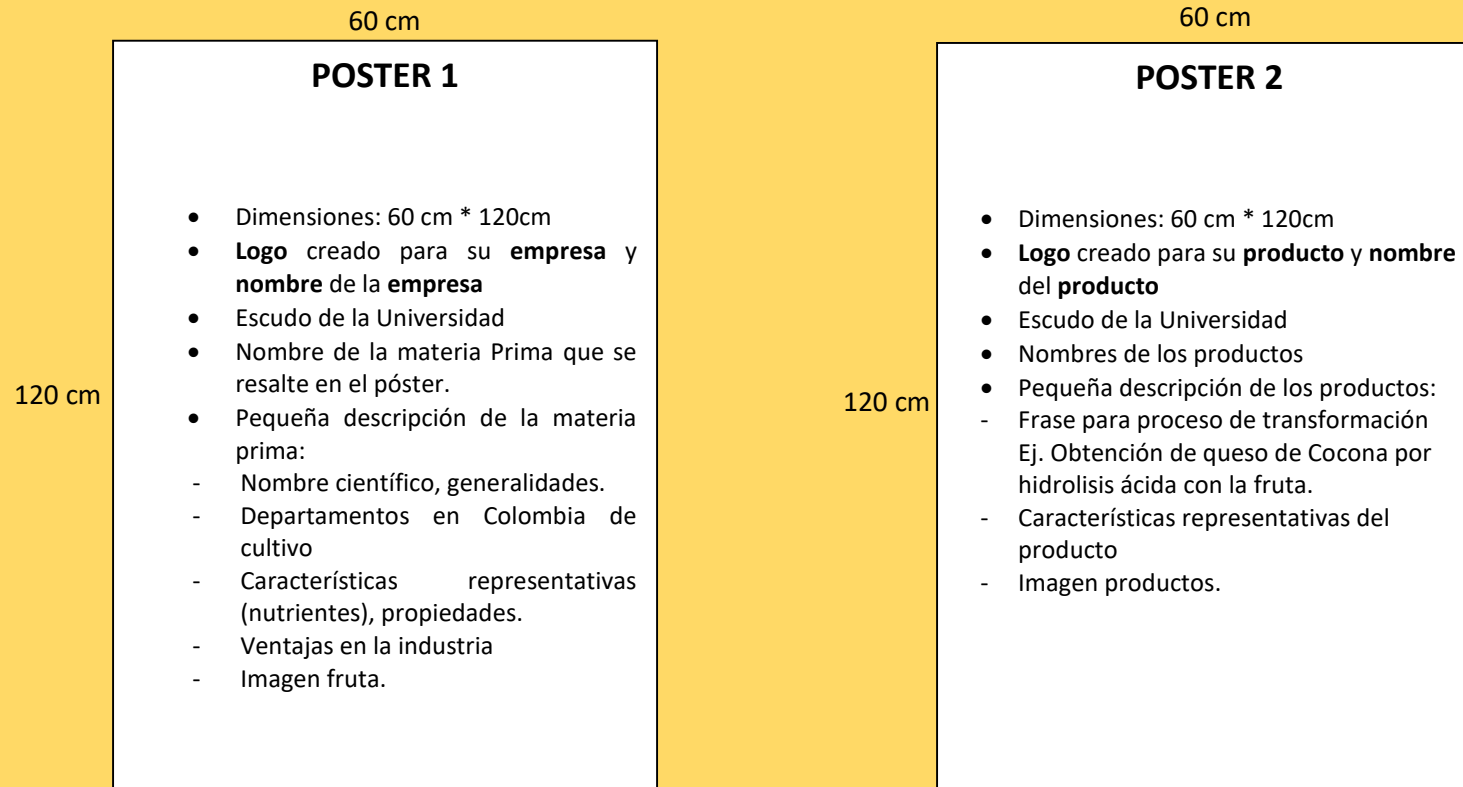 60 cm
POSTER 1
120 cm
• Dimensiones: 60 cm * 120cm
• Logo creado para su empresa y
nombre de la empresa
• Escudo de la Universidad
• Nombre de la materia Prima que se
resalte en el póster.
• Pequeña descripción de la materia
prima:
- Nombre científico, generalidades.
- Departamentos en Colombia de
cultivo
- Características representativas
(nutrientes), propiedades.
- Ventajas en la industria
- Imagen fruta.
60 cm
POSTER 2
120 cm
• Dimensiones: 60 cm * 120cm
• Logo creado para su producto y nombre
del producto
• Escudo de la Universidad
• Nombres de los productos
• Pequeña descripción de los productos:
- Frase para proceso de transformación
Ej. Obtención de queso de Cocona por
hidrolisis ácida con la fruta.
- Características representativas del
producto
- Imagen productos.